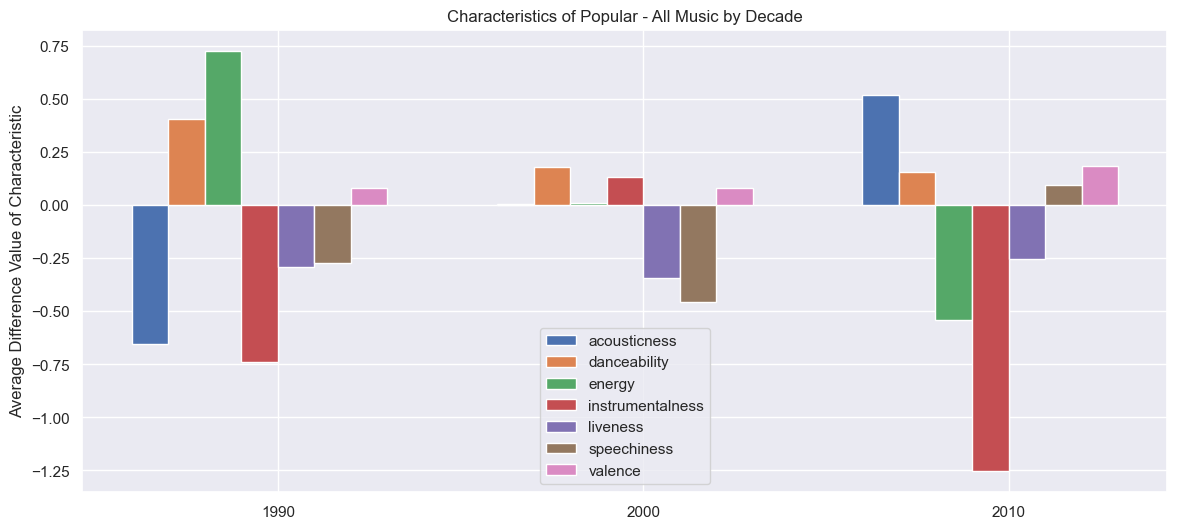 Characteristics of Popular - All Music by Decade
Average Difference Value of Characteristic
0.75
0.50
0.25
0.00
−0.25
−0.50
−0.75
−1.00
−1.25
acousticness
danceability
energy
instrumentalness
liveness
speechiness
valence
1990
2000
2010